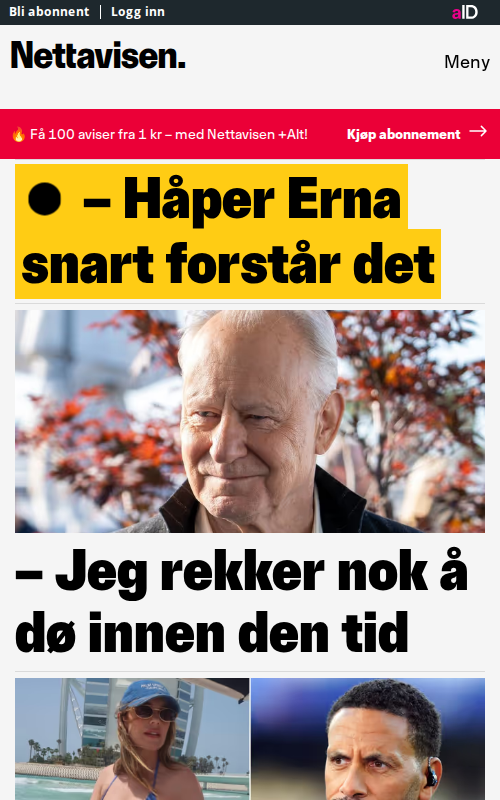 Bli abonnent | Logg inn
aID
Nettavisen.
Meny
🔥 Få 100 aviser fra 1 kr – med Nettavisen +Alt!
Kjøp abonnement →
– Håper Erna
snart forstår det
– Jeg rekker nok å
dø innen den tid